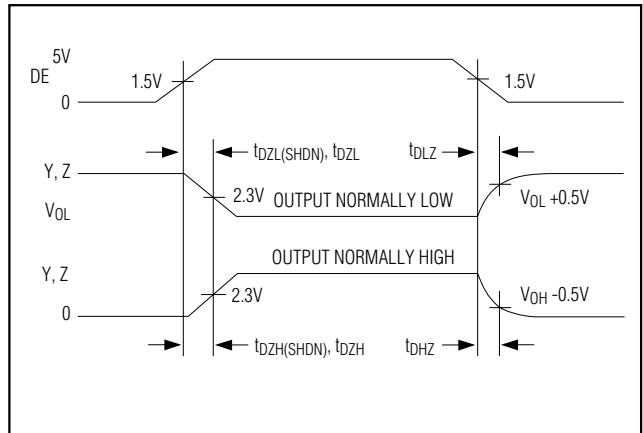 5V
DE
1.5V
1.5V
0
tDZL(SHDN), tDZL
tDLZ
Y, Z
2.3V
OUTPUT NORMALLY LOW
VOL +0.5V
VOL
OUTPUT NORMALLY HIGH
Y, Z
2.3V
VOH -0.5V
0
tDZH(SHDN), tDZH
tDHZ